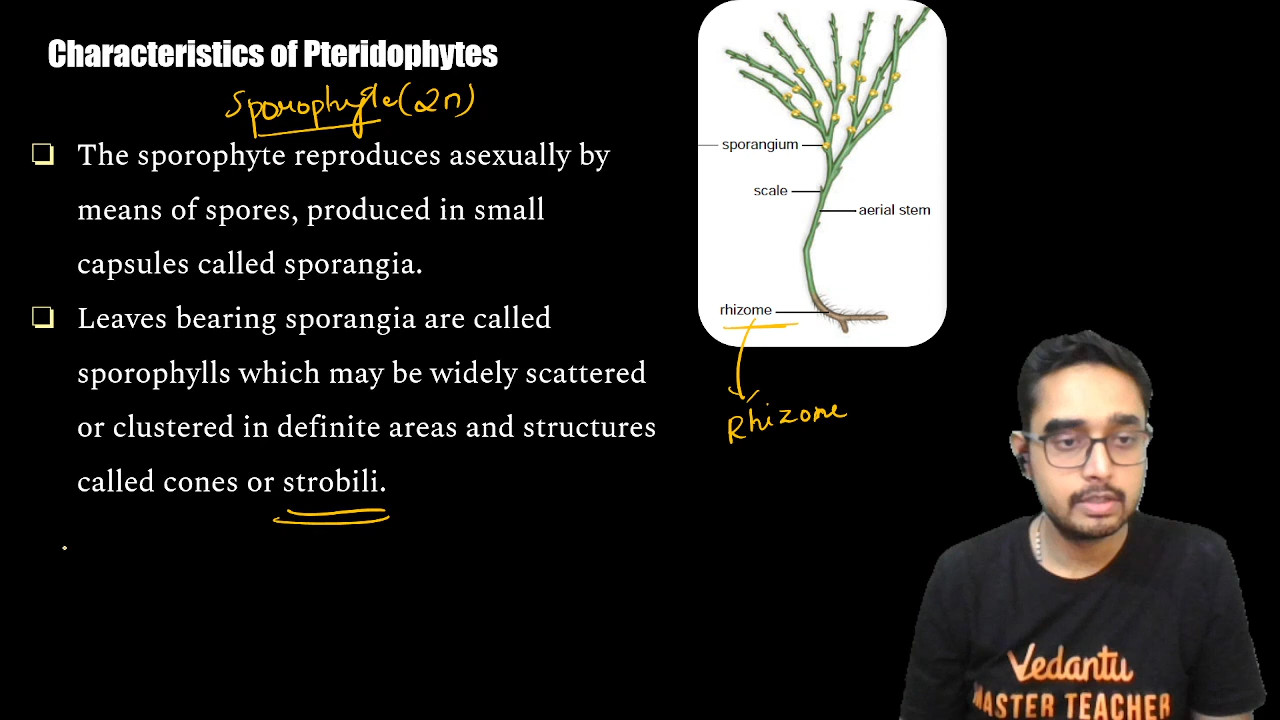 Characteristics of Pteridophytes
Sporophyte (2n)
❑ The sporophyte reproduces asexually by
means of spores, produced in small
capsules called sporangia.
❑ Leaves bearing sporangia are called
sporophylls which may be widely scattered
or clustered in definite areas and structures
called cones or strobili.
sporangium
scale
aerial stem
rhizome
Rhizome
Vedantu
MASTER TEACHER